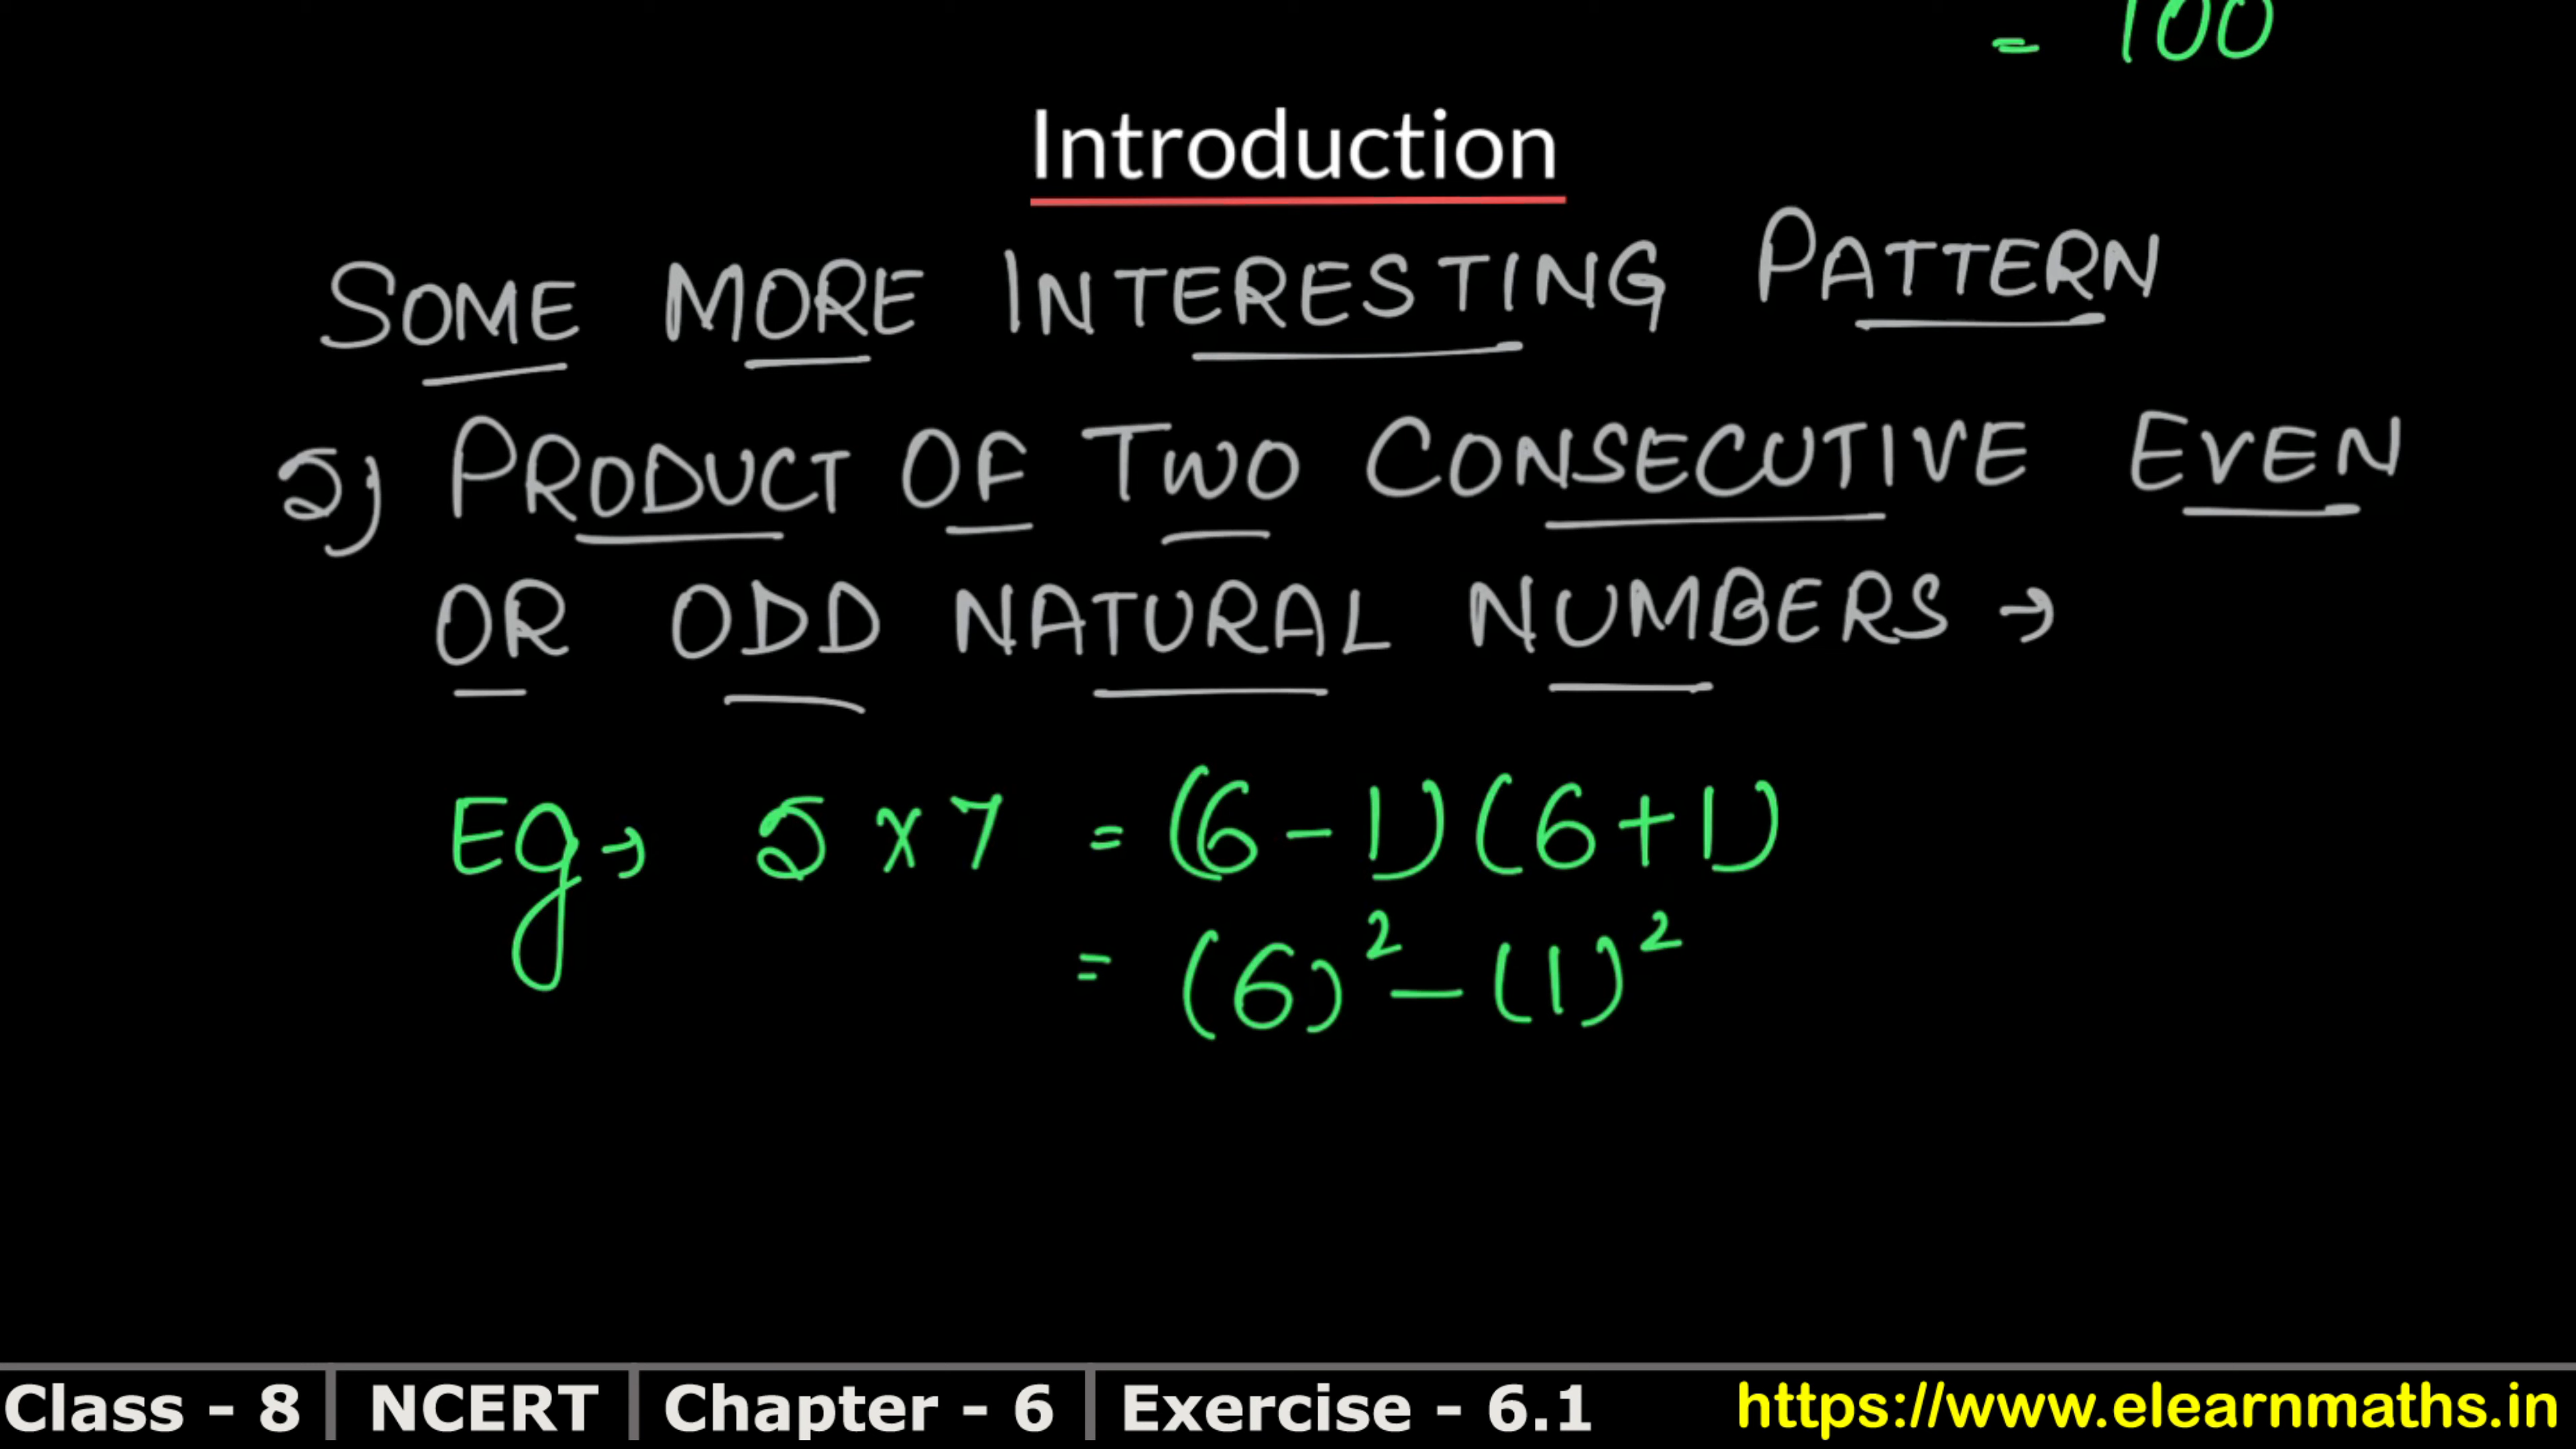 = 100
Introduction
SOME MORE INTERESTING PATTERN
5) PRODUCT OF TWO CONSECUTIVE EVEN
OR ODD NATURAL NUMBERS →
Eg → 5 x 7 = (6-1)(6+1)
= (6)² - (1)²
Class - 8 | NCERT | Chapter - 6 | Exercise - 6.1 https://www.elearnmaths.in